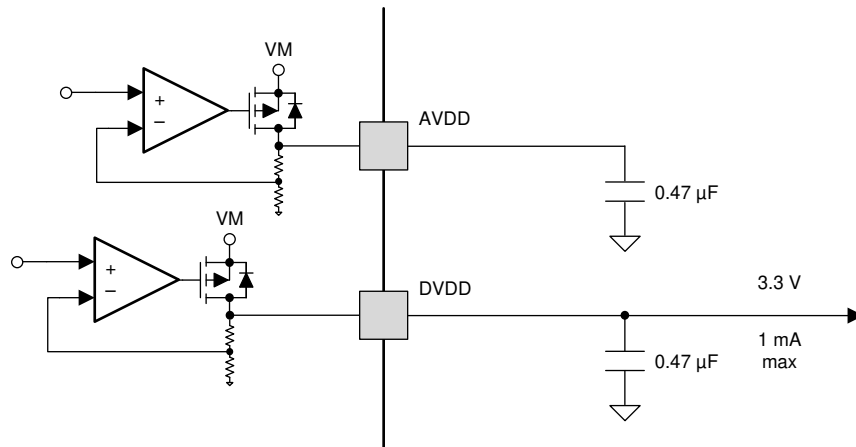 VM
+
−
AVDD
0.47 µF
VM
+
−
DVDD
3.3 V
1 mA
max
0.47 µF